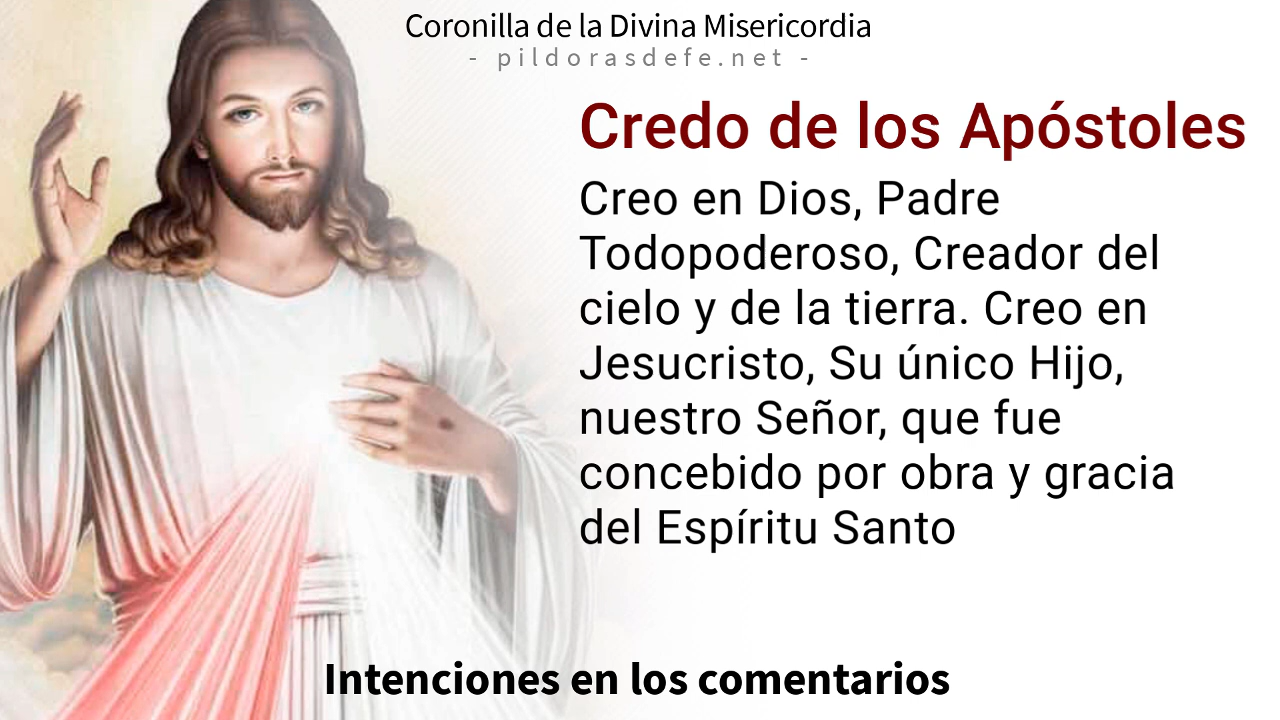 Coronilla de la Divina Misericordia
- pildorasdefe.net -
Credo de los Apóstoles
Creo en Dios, Padre
Todopoderoso, Creador del
cielo y de la tierra. Creo en
Jesucristo, Su único Hijo,
nuestro Señor, que fue
concebido por obra y gracia
del Espíritu Santo
Intenciones en los comentarios